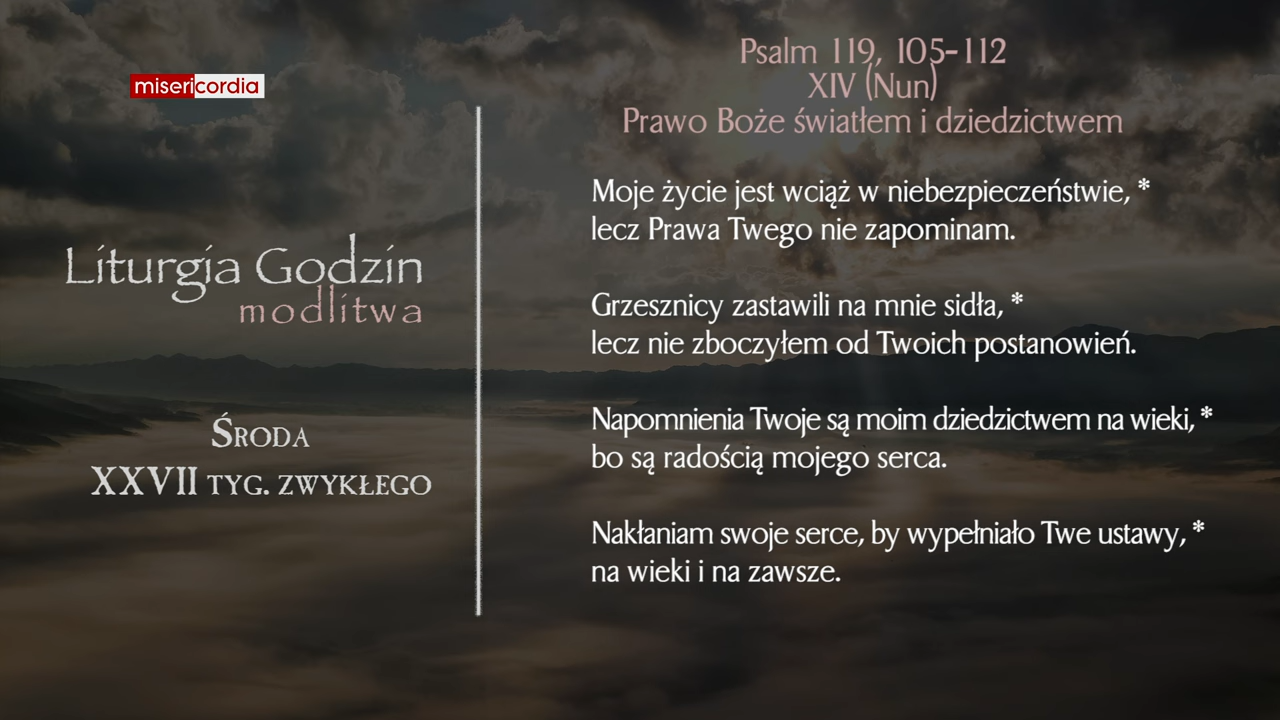 misericordia
Liturgia Godzin
modlitwa
Środa
XXVII tyg. zwykłego
Psalm 119, 105-112
XIV (Nun)
Prawo Boże światłem i dziedzictwem
Moje życie jest wciąż w niebezpieczeństwie, *
lecz Prawa Twego nie zapominam.
Grzesznicy zastawili na mnie sidła, *
lecz nie zboczyłem od Twoich postanowień.
Napomnienia Twoje są moim dziedzictwem na wieki, *
bo są radością mojego serca.
Nakłaniam swoje serce, by wypełniało Twe ustawy, *
na wieki i na zawsze.